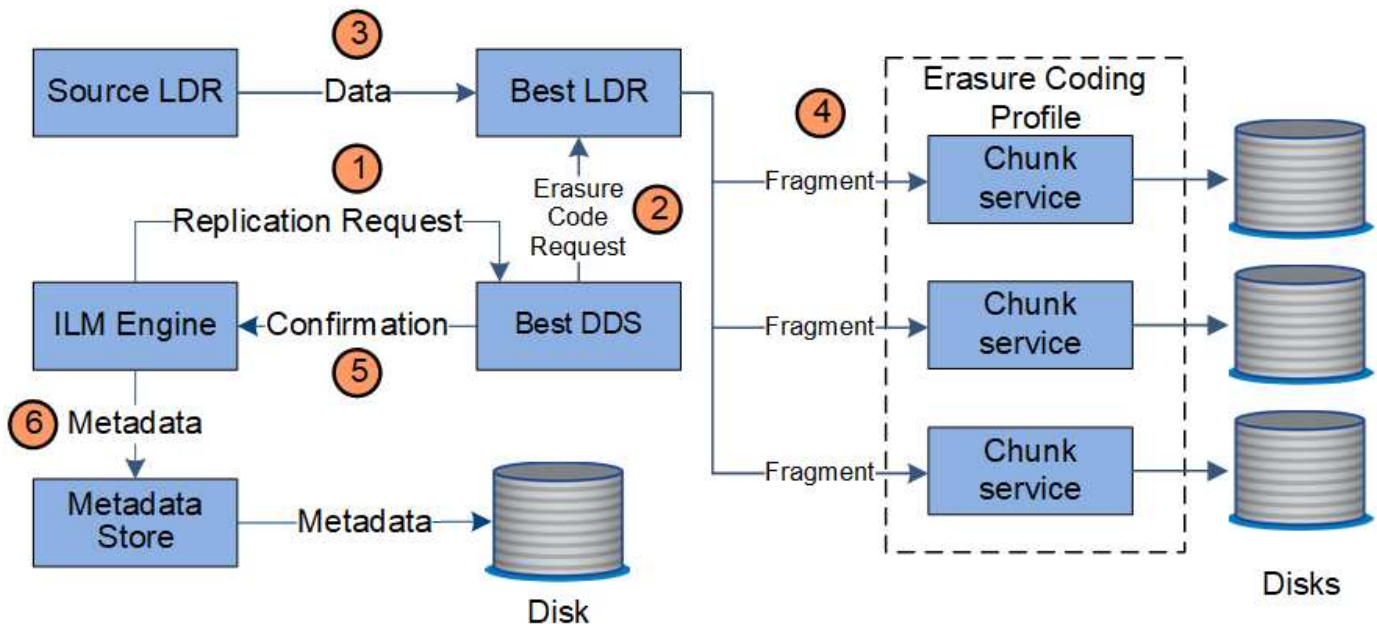 3
Source LDR
Data
Best LDR
4
Erasure Coding
Profile
Chunk
service
Fragment
1
Replication Request
Erasure
Code
Request
2
ILM Engine
Confirmation
Best DDS
5
Fragment
Chunk
service
6
Metadata
Fragment
Chunk
service
Metadata
Store
Metadata
Disk
Disks